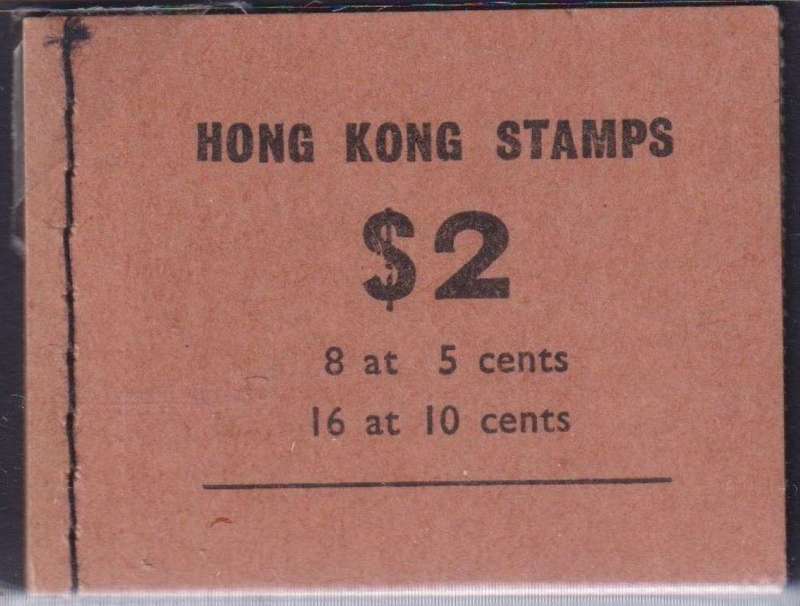 HONG KONG STAMPS
$2
8 at 5 cents
16 at 10 cents